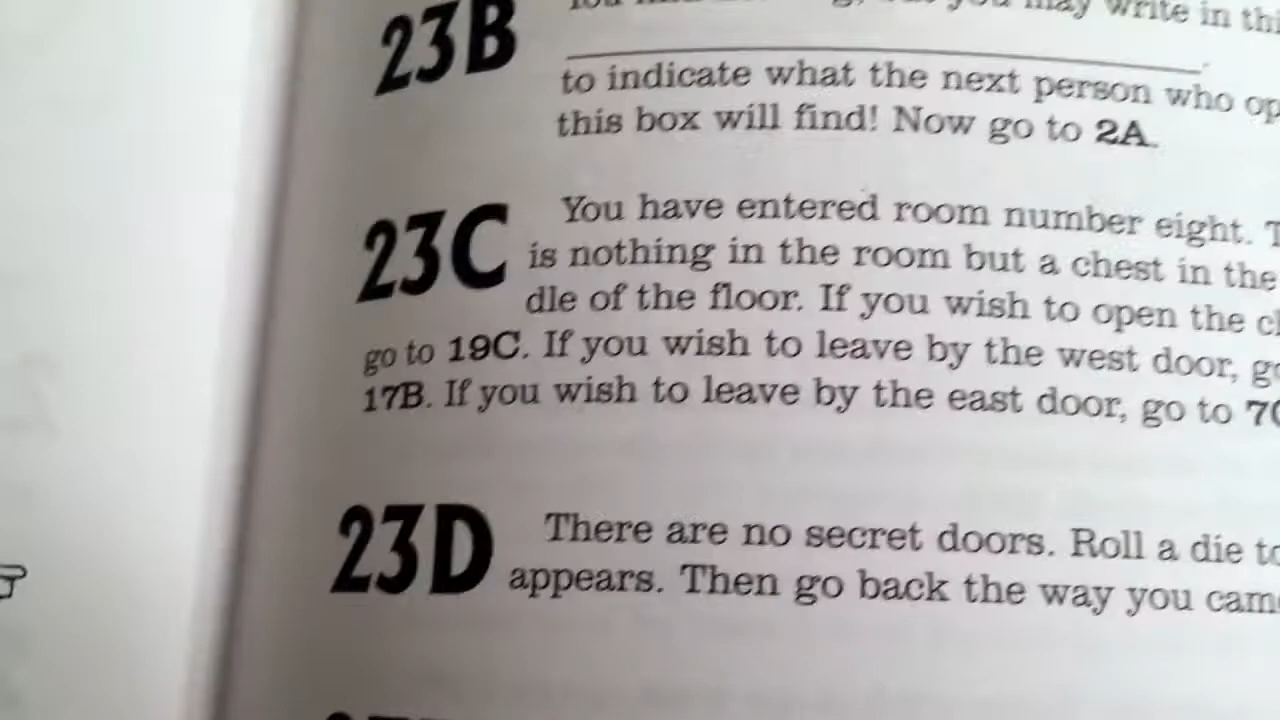 23B
may write in
to indicate what the next person who
this box will find! Now go to 2A.
23C You have entered room number eight.
is nothing in the room but a chest in the
dle of the floor. If you wish to open the
go to 19C. If you wish to leave by the west door,
17B. If you wish to leave by the east door, go to
23D There are no secret doors. Roll a die
appears. Then go back the way you